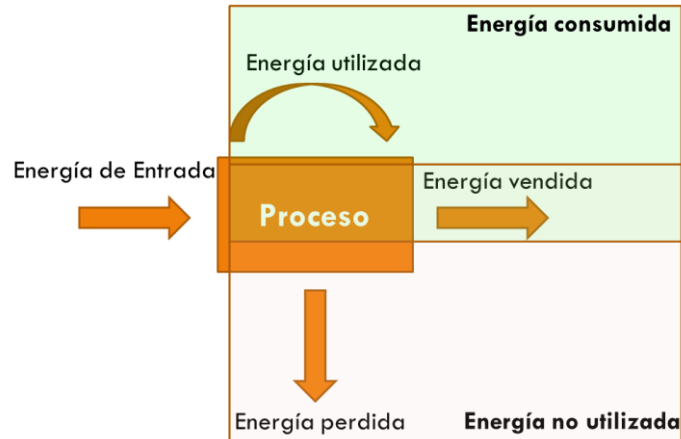 Energía consumida
Energía utilizada
Energía de Entrada
Energía vendida
Proceso
Energía perdida
Energía no utilizada